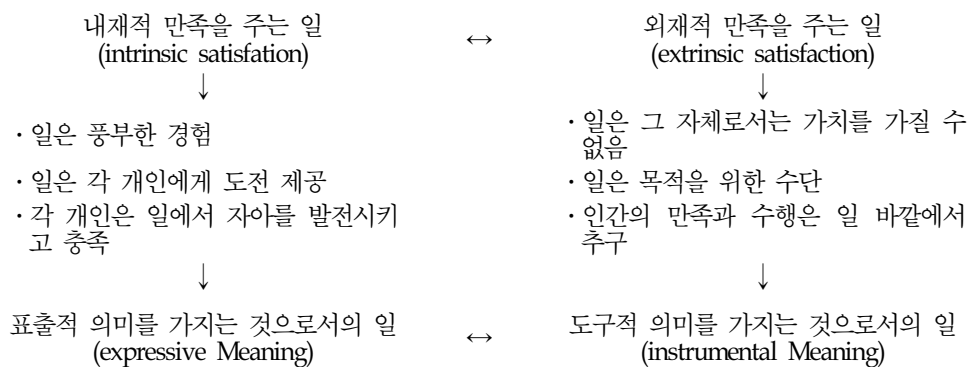 내재적 만족을 주는 일 ↔ 외재적 만족을 주는 일
(intrinsic satisfation) (extrinsic satisfaction)
↓ ↓
· 일은 풍부한 경험
· 일은 각 개인에게 도전 제공
· 각 개인은 일에서 자아를 발전시키
고 충족
· 일은 그 자체로서는 가치를 가질 수
없음
· 일은 목적을 위한 수단
· 인간의 만족과 수행은 일 바깥에서
추구
↓ ↓
표출적 의미를 가지는 것으로서의 일 ↔ 도구적 의미를 가지는 것으로서의 일
(expressive Meaning) (instrumental Meaning)